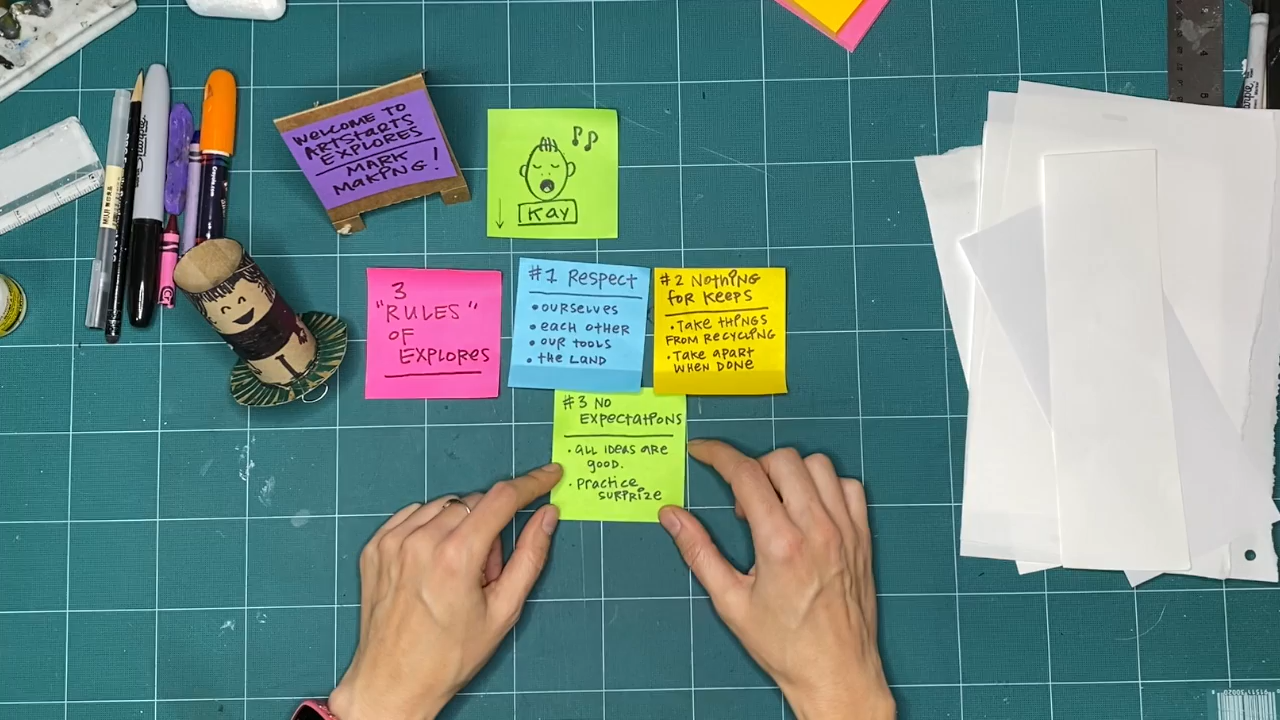 WELCOME TO
ARTSTARTS
EXPLORES
MARK
MAKING!
KAY
3
"RULES"
OF
EXPLORES
#1 RESPECT
• OURSELVES
• EACH OTHER
• OUR TOOLS
• THE LAND
#2 NOTHING
FOR KEEPS
• TAKE THINGS
FROM RECYCLING
• TAKE APART
WHEN DONE
#3 NO
EXPECTATIONS
• ALL IDEAS ARE
GOOD.
• PRACTICE
SURPRIZE